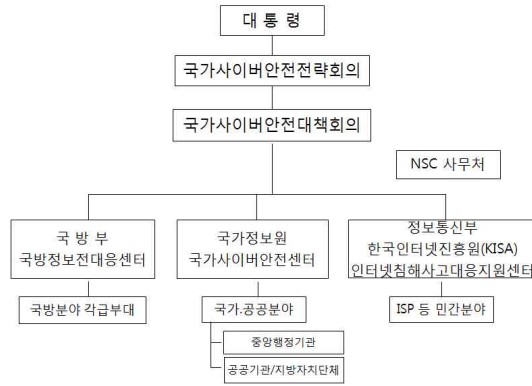 대 통 령
국가사이버안전전략회의
국가사이버안전대책회의
NSC 사무처
국 방 부
국방정보전대응센터
국가정보원
국가사이버안전센터
정보통신부
한국인터넷진흥원(KISA)
인터넷침해사고대응지원센터
국방분야 각급부대
국가.공공분야
ISP 등 민간분야
중앙행정기관
공공기관/지방자치단체